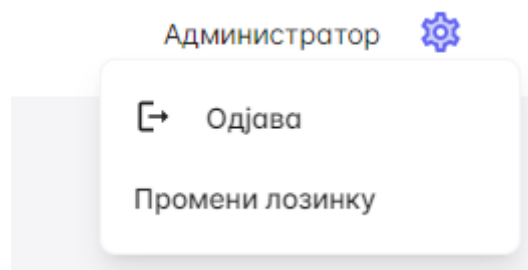 Администратор
Одјава
Промени лозинку